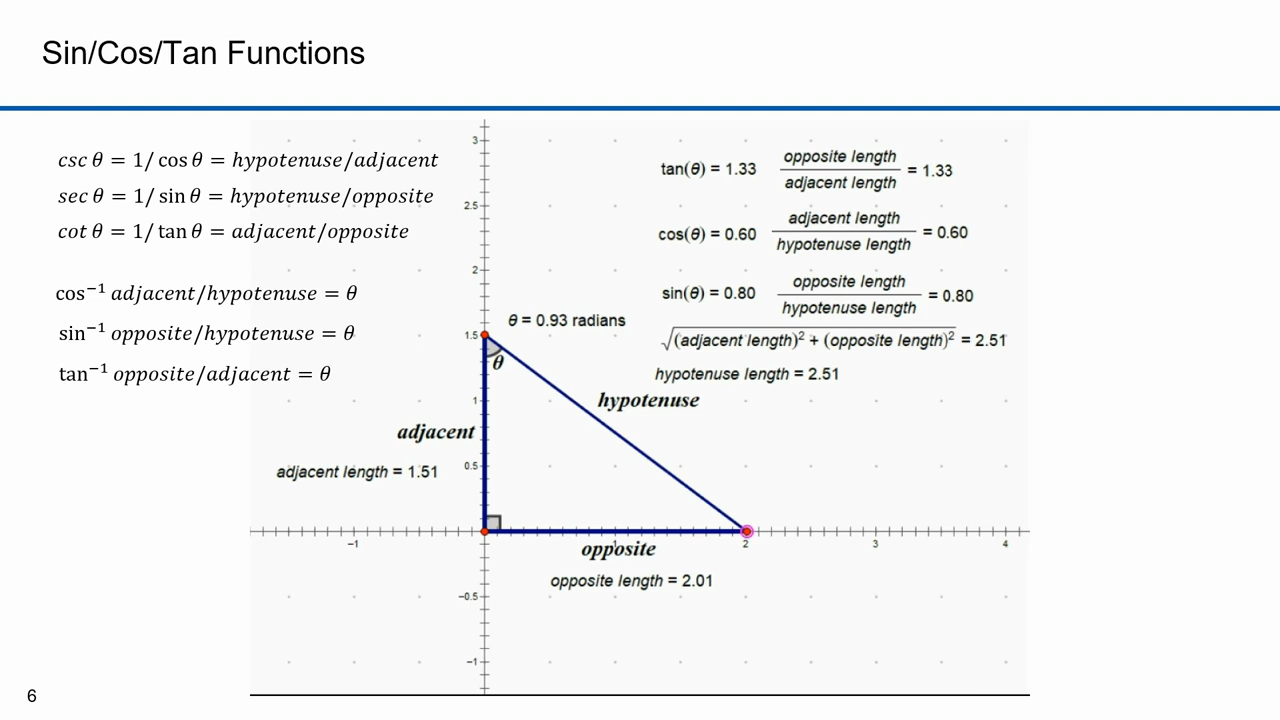 Sin/Cos/Tan Functions
csc θ = 1/ cos θ = hypotenuse/adjacent
sec θ = 1/ sin θ = hypotenuse/opposite
cot θ = 1/ tan θ = adjacent/opposite
cos⁻¹ adjacent/hypotenuse = θ
sin⁻¹ opposite/hypotenuse = θ
tan⁻¹ opposite/adjacent = θ
tan(θ) = 1.33 opposite length / adjacent length = 1.33
cos(θ) = 0.60 adjacent length / hypotenuse length = 0.60
sin(θ) = 0.80 opposite length / hypotenuse length = 0.80
√(adjacent length)² + (opposite length)² = 2.51
hypotenuse length = 2.51
θ = 0.93 radians
θ
hypotenuse
adjacent
adjacent length = 1.51
opposite
opposite length = 2.01
3
2.5
2
1.5
1
0.5
−0.5
−1
−1
1
2
3
4
6